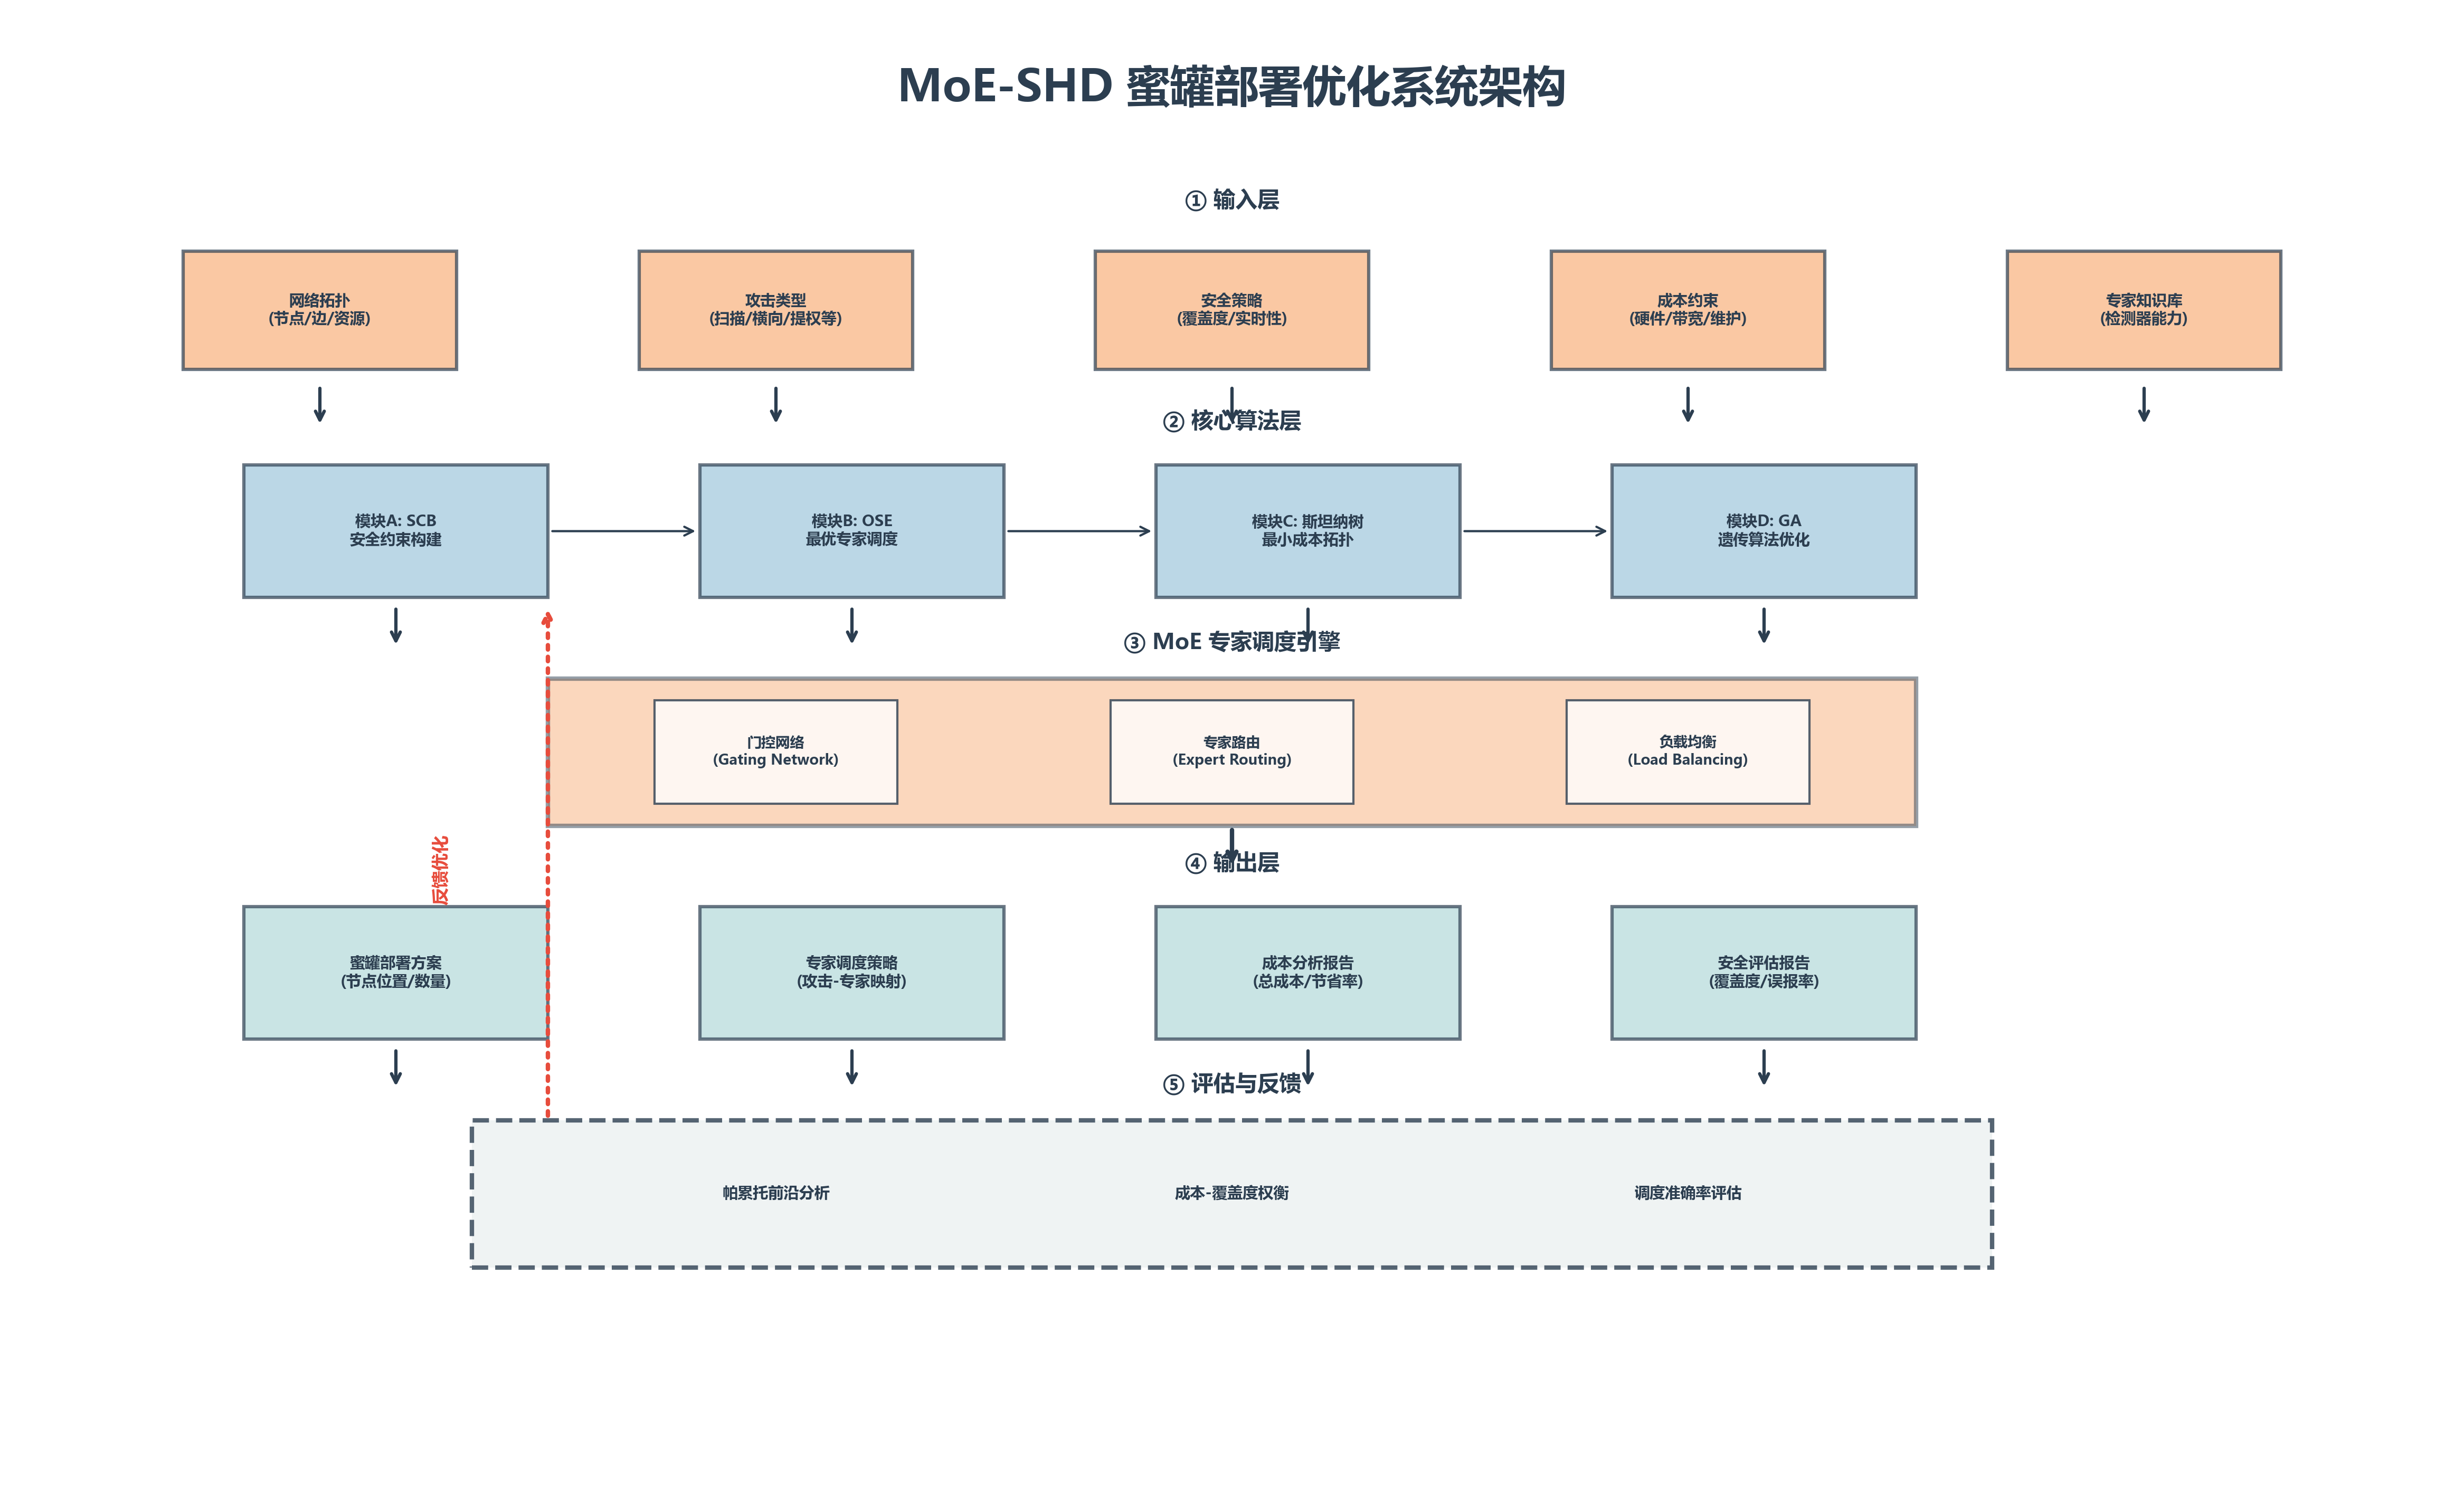 MoE-SHD 蜜罐部署优化系统架构
① 输入层
网络拓扑
(节点/边/资源)
攻击类型
(扫描/横向/提权等)
安全策略
(覆盖度/实时性)
成本约束
(硬件/带宽/维护)
专家知识库
(检测器能力)
② 核心算法层
模块A: SCB
安全约束构建
模块B: OSE
最优专家调度
模块C: 斯坦纳树
最小成本拓扑
模块D: GA
遗传算法优化
③ MoE 专家调度引擎
门控网络
(Gating Network)
专家路由
(Expert Routing)
负载均衡
(Load Balancing)
反馈优化
④ 输出层
蜜罐部署方案
(节点位置/数量)
专家调度策略
(攻击-专家映射)
成本分析报告
(总成本/节省率)
安全评估报告
(覆盖度/误报率)
⑤ 评估与反馈
帕累托前沿分析
成本-覆盖度权衡
调度准确率评估